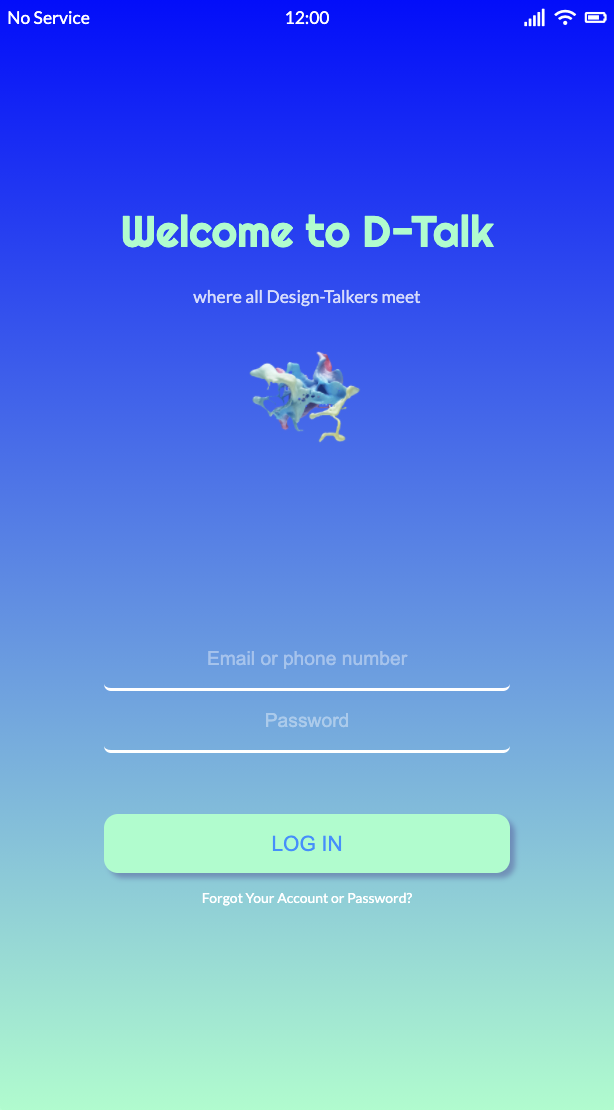 No Service 12:00
Welcome to D-Talk
where all Design-Talkers meet
Email or phone number
Password
LOG IN
Forgot Your Account or Password?